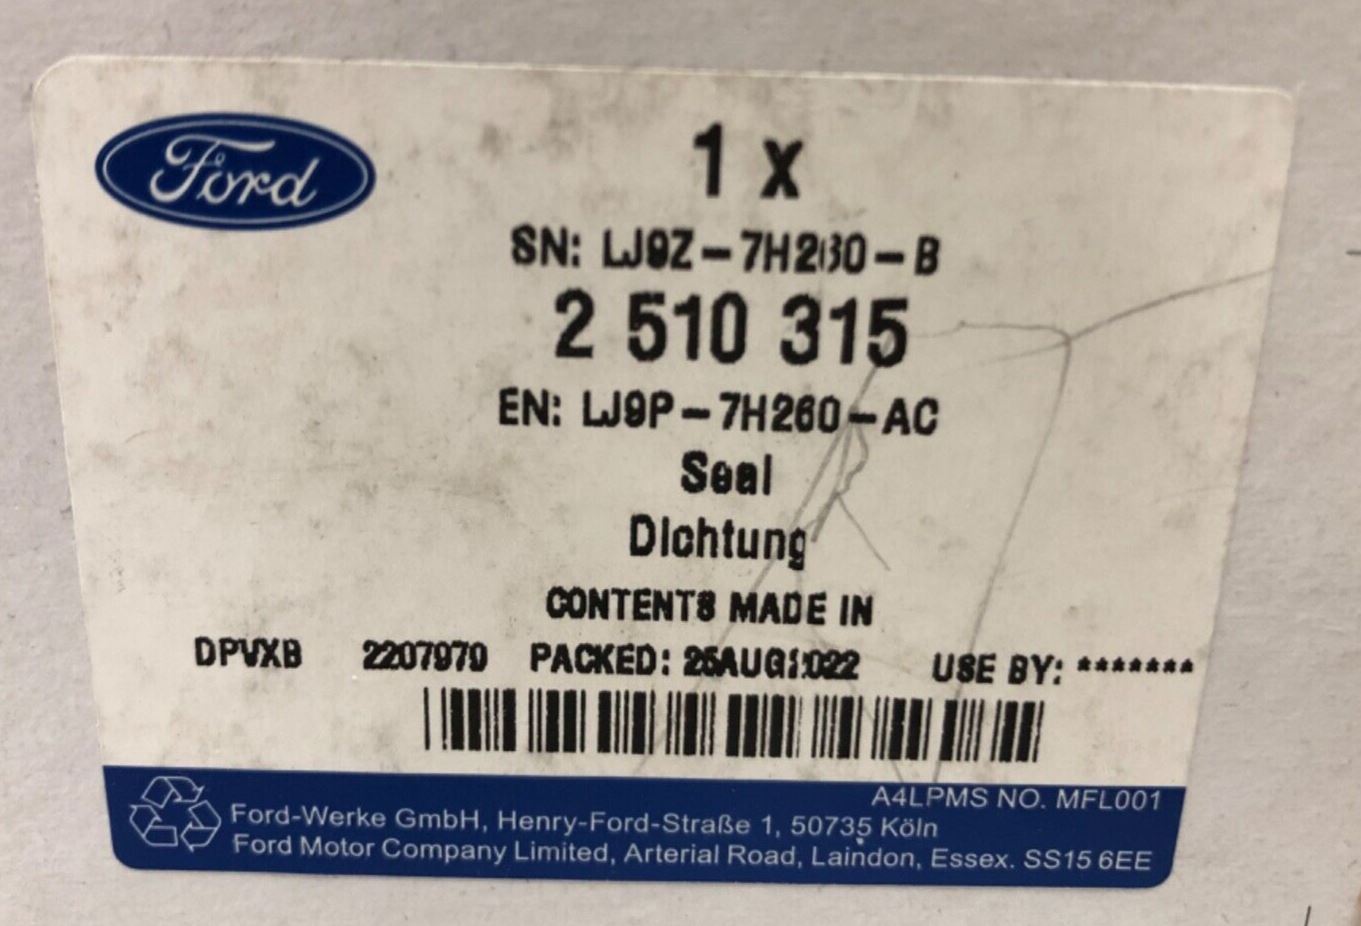 Ford
1 x
SN: LJ9Z-7H260-B
2 510 315
EN: LJ9P-7H260-AC
Seal
Dichtung
CONTENTS MADE IN
DPVXB 2207979 PACKED: 25AUG2022 USE BY: *******
A4LPMS NO. MFL001
Ford-Werke GmbH, Henry-Ford-Straße 1, 50735 Köln
Ford Motor Company Limited, Arterial Road, Laindon, Essex. SS15 6EE